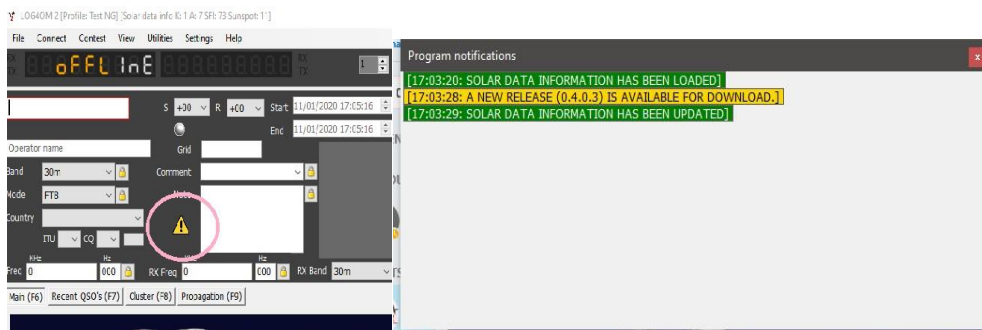 LOG4OM 2 [Profile: Test NG] [Solar data info K: 1 A: 7 SFI: 73 Sunspot: 11]
File Connect Contest View Utilities Settings Help
OFFLINE
1
S +00 R +00 Start 11/01/2020 17:05:16
End 11/01/2020 17:05:16
Operator name
Grid
Band 30m Comment
Mode FT8 Note
Country
ITU CQ
KHz Hz KHz Hz
Freq 0 000 RX Freq 0 000 RX Band 30m
Main (F6) Recent QSO's (F7) Cluster (F8) Propagation (F9)
Program notifications
x
[17:03:20: SOLAR DATA INFORMATION HAS BEEN LOADED]
[17:03:28: A NEW RELEASE (0.4.0.3) IS AVAILABLE FOR DOWNLOAD.]
[17:03:29: SOLAR DATA INFORMATION HAS BEEN UPDATED]